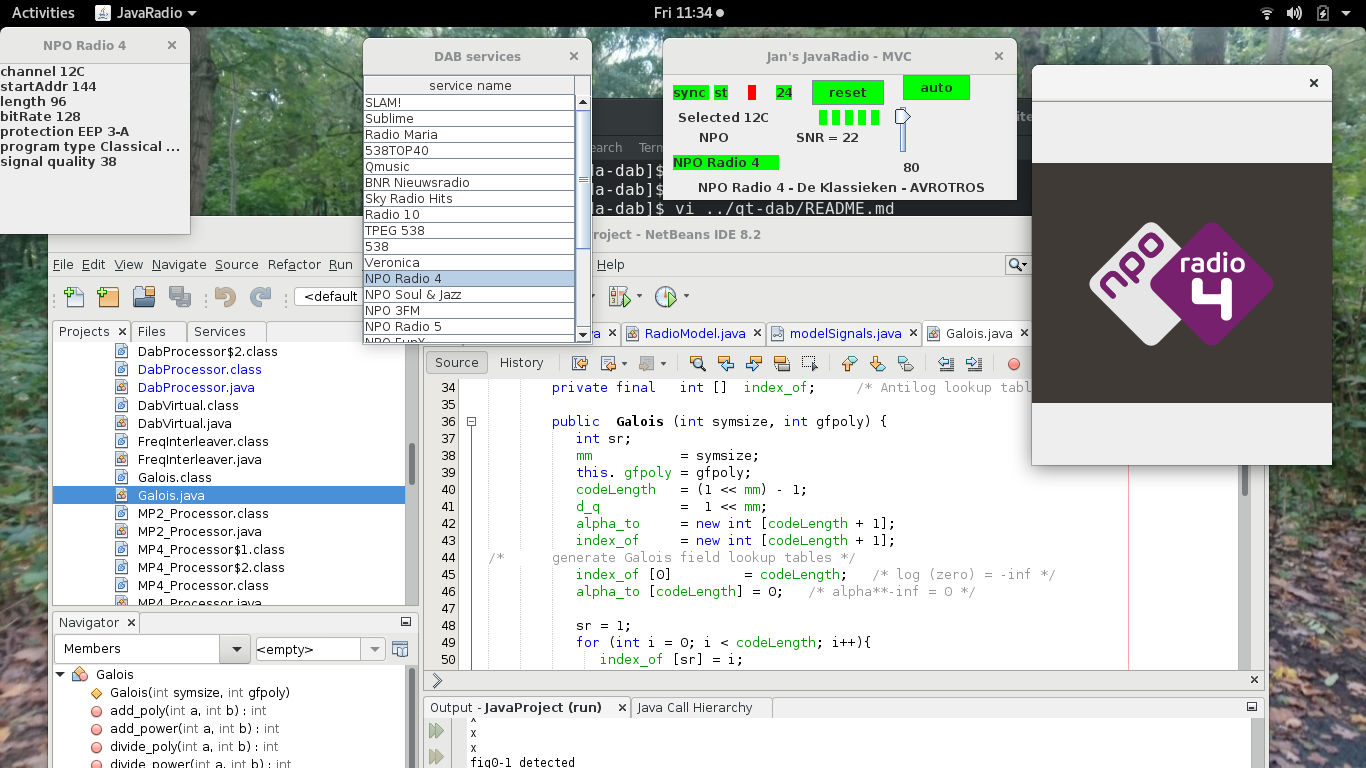 Activities JavaRadio Fri 11:34
NPO Radio 4
channel 12C
startAddr 144
length 96
bitRate 128
protection EEP 3-A
program type Classical ...
signal quality 38
DAB services
service name
SLAM!
Sublime
Radio Maria
538TOP40
Qmusic
BNR Nieuwsradio
Sky Radio Hits
Radio 10
TPEG 538
538
Veronica
NPO Radio 4
NPO Soul & Jazz
NPO 3FM
NPO Radio 5
NPO FunX
Jan's JavaRadio - MVC
sync st 24 reset auto
Selected 12C
NPO SNR = 22
NPO Radio 4
80
NPO Radio 4 - De Klassieken - AVROTROS
earch
la-dab]$
la-dab]$
la-dab]$ vi ../qt-dab/README.md
npo radio 4
roject - NetBeans IDE 8.2
File Edit View Navigate Source Refactor Run Help
<default
Projects Files Services
DabProcessor$2.class
DabProcessor.class
DabProcessor.java
DabVirtual.class
DabVirtual.java
FreqInterleaver.class
FreqInterleaver.java
Galois.class
Galois.java
MP2_Processor.class
MP2_Processor.java
MP4_Processor$1.class
MP4_Processor$2.class
MP4_Processor.class
MP4_Processor.java
Navigator
Members <empty>
Galois
Galois(int symsize, int gfpoly)
add_poly(int a, int b) : int
add_power(int a, int b) : int
divide_poly(int a, int b) : int
divide_power(int a, int b) : int
va RadioModel.java modelSignals.java Galois.java
Source History
34 private final int [] index_of; /* Antilog lookup tabl
35
36 public Galois (int symsize, int gfpoly) {
37 int sr;
38 mm = symsize;
39 this. gfpoly = gfpoly;
40 codeLength = (1 << mm) - 1;
41 d_q = 1 << mm;
42 alpha_to = new int [codeLength + 1];
43 index_of = new int [codeLength + 1];
44 /* generate Galois field lookup tables */
45 index_of [0] = codeLength; /* log (zero) = -inf */
46 alpha_to [codeLength] = 0; /* alpha**-inf = 0 */
47
48 sr = 1;
49 for (int i = 0; i < codeLength; i++){
50 index_of [sr] = i;
Output - JavaProject (run) Java Call Hierarchy
x
x
fig0-1 detected